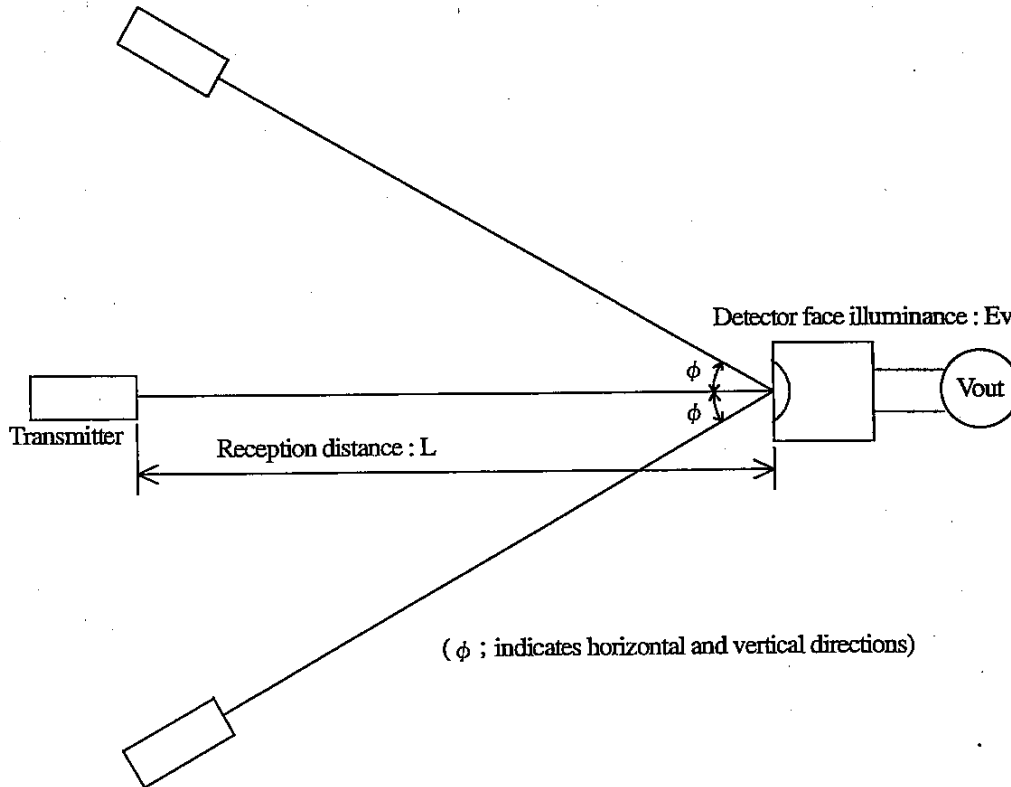 Detector face illuminance : Ev
ϕ
Vout
ϕ
Transmitter
Reception distance : L
( ϕ ; indicates horizontal and vertical directions)